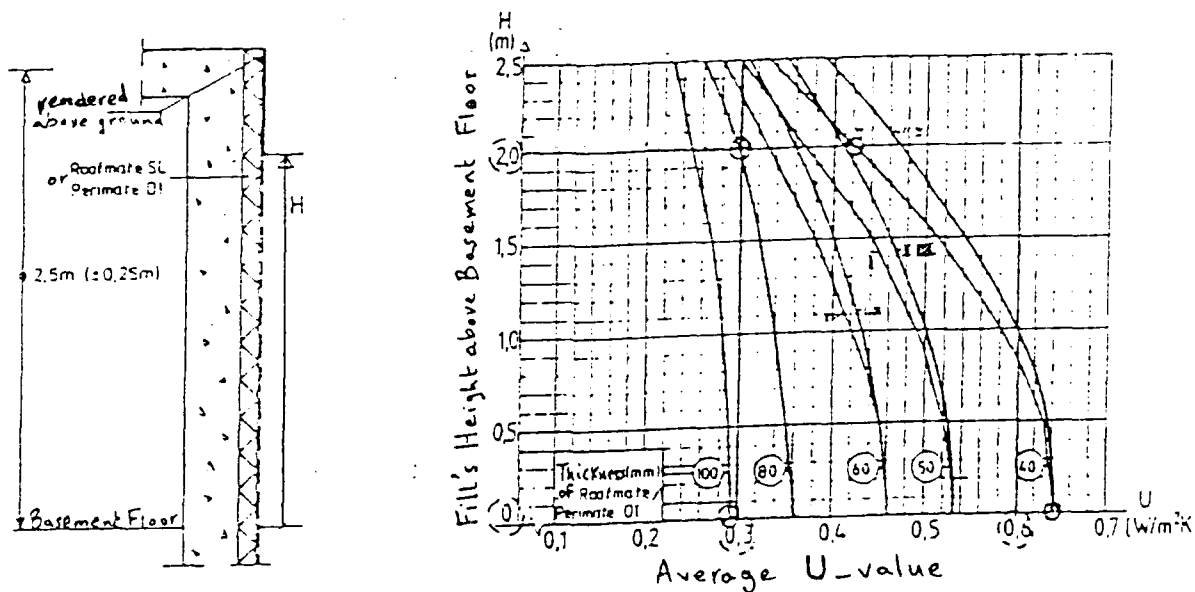 rendered
above ground
or Roofmate SL
Perimate DI
2,5m (±0,25m)
H
Basement Floor
H
(m)
Fill's Height above Basement Floor
2,5
2,0
1,5
1,0
0,5
0
Thickness(mm)
of Roofmate/
Perimate DI
100
80
60
50
40
0,1
0,2
0,3
0,4
0,5
0,6
0,7
U
(W/m²K
Average U_value